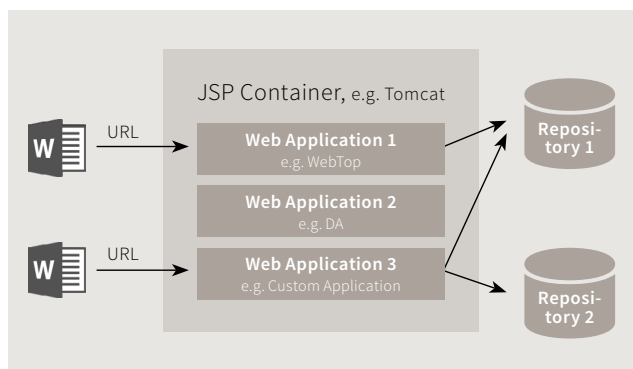 JSP Container, e.g. Tomcat
W
URL
Web Application 1
e.g. WebTop
Reposi-
tory 1
Web Application 2
e.g. DA
W
URL
Web Application 3
e.g. Custom Application
Reposi-
tory 2